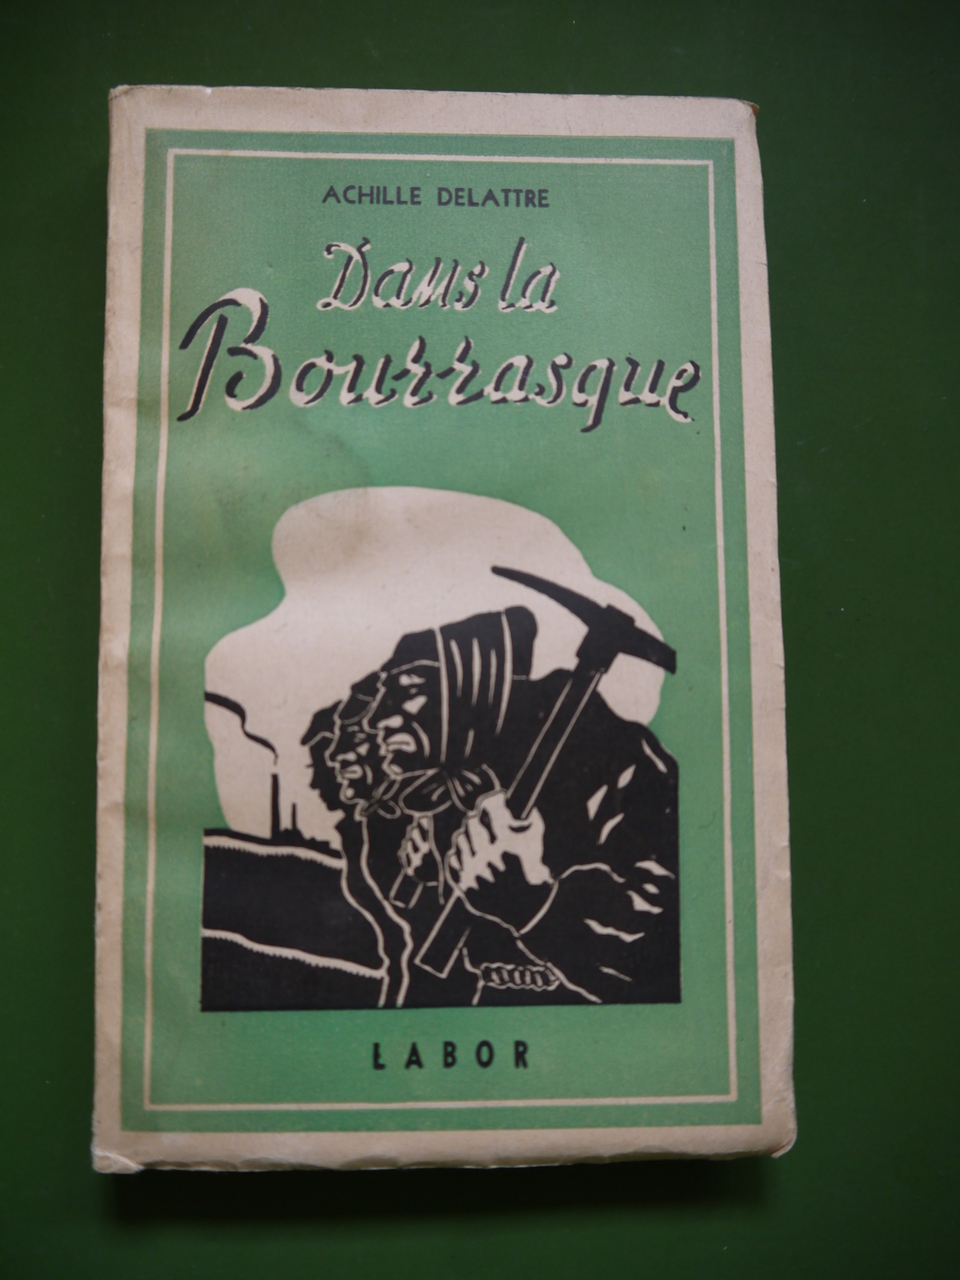 ACHILLE DELATTRE
Dans la
Bourrasque
LABOR